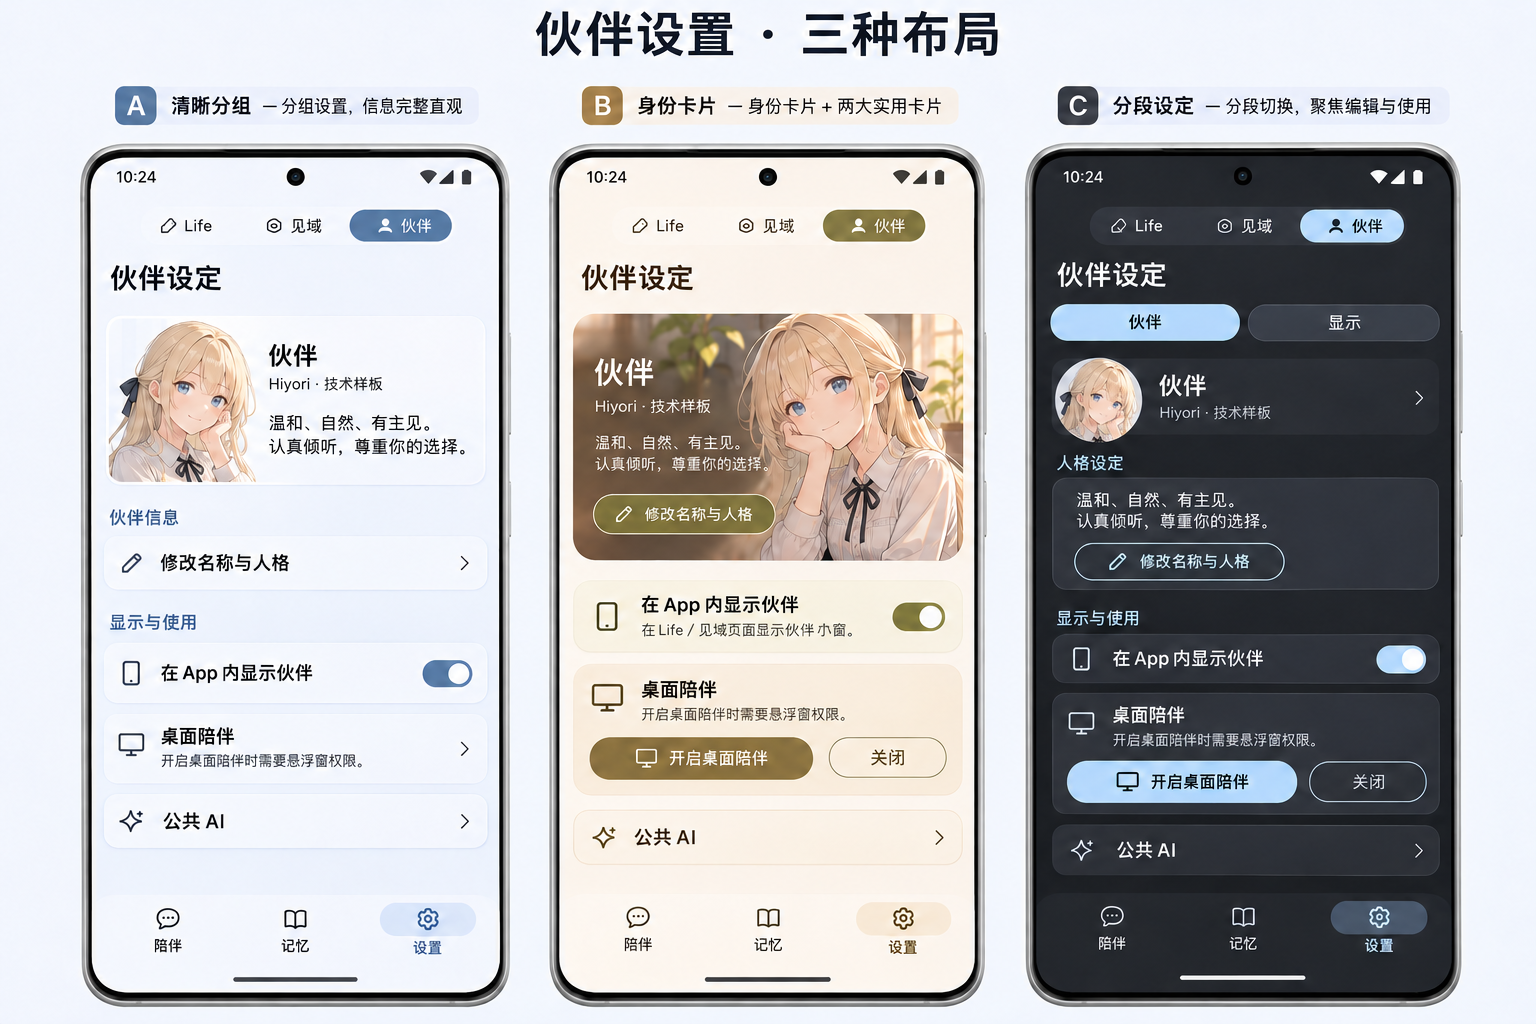 伙伴设置 · 三种布局
A 清晰分组 — 分组设置，信息完整直观
10:24
Life 见域 伙伴
伙伴设定
伙伴
Hiyori · 技术样板
温和、自然、有主见。
认真倾听，尊重你的选择。
伙伴信息
修改名称与人格
显示与使用
在 App 内显示伙伴
桌面陪伴
开启桌面陪伴时需要悬浮窗权限。
公共 AI
陪伴 记忆 设置
B 身份卡片 — 身份卡片 + 两大实用卡片
10:24
Life 见域 伙伴
伙伴设定
伙伴
Hiyori · 技术样板
温和、自然、有主见。
认真倾听，尊重你的选择。
修改名称与人格
在 App 内显示伙伴
在 Life / 见域页面显示伙伴小窗。
桌面陪伴
开启桌面陪伴时需要悬浮窗权限。
开启桌面陪伴 关闭
公共 AI
陪伴 记忆 设置
C 分段设定 — 分段切换，聚焦编辑与使用
10:24
Life 见域 伙伴
伙伴设定
伙伴 显示
伙伴
Hiyori · 技术样板
人格设定
温和、自然、有主见。
认真倾听，尊重你的选择。
修改名称与人格
显示与使用
在 App 内显示伙伴
桌面陪伴
开启桌面陪伴时需要悬浮窗权限。
开启桌面陪伴 关闭
公共 AI
陪伴 记忆 设置